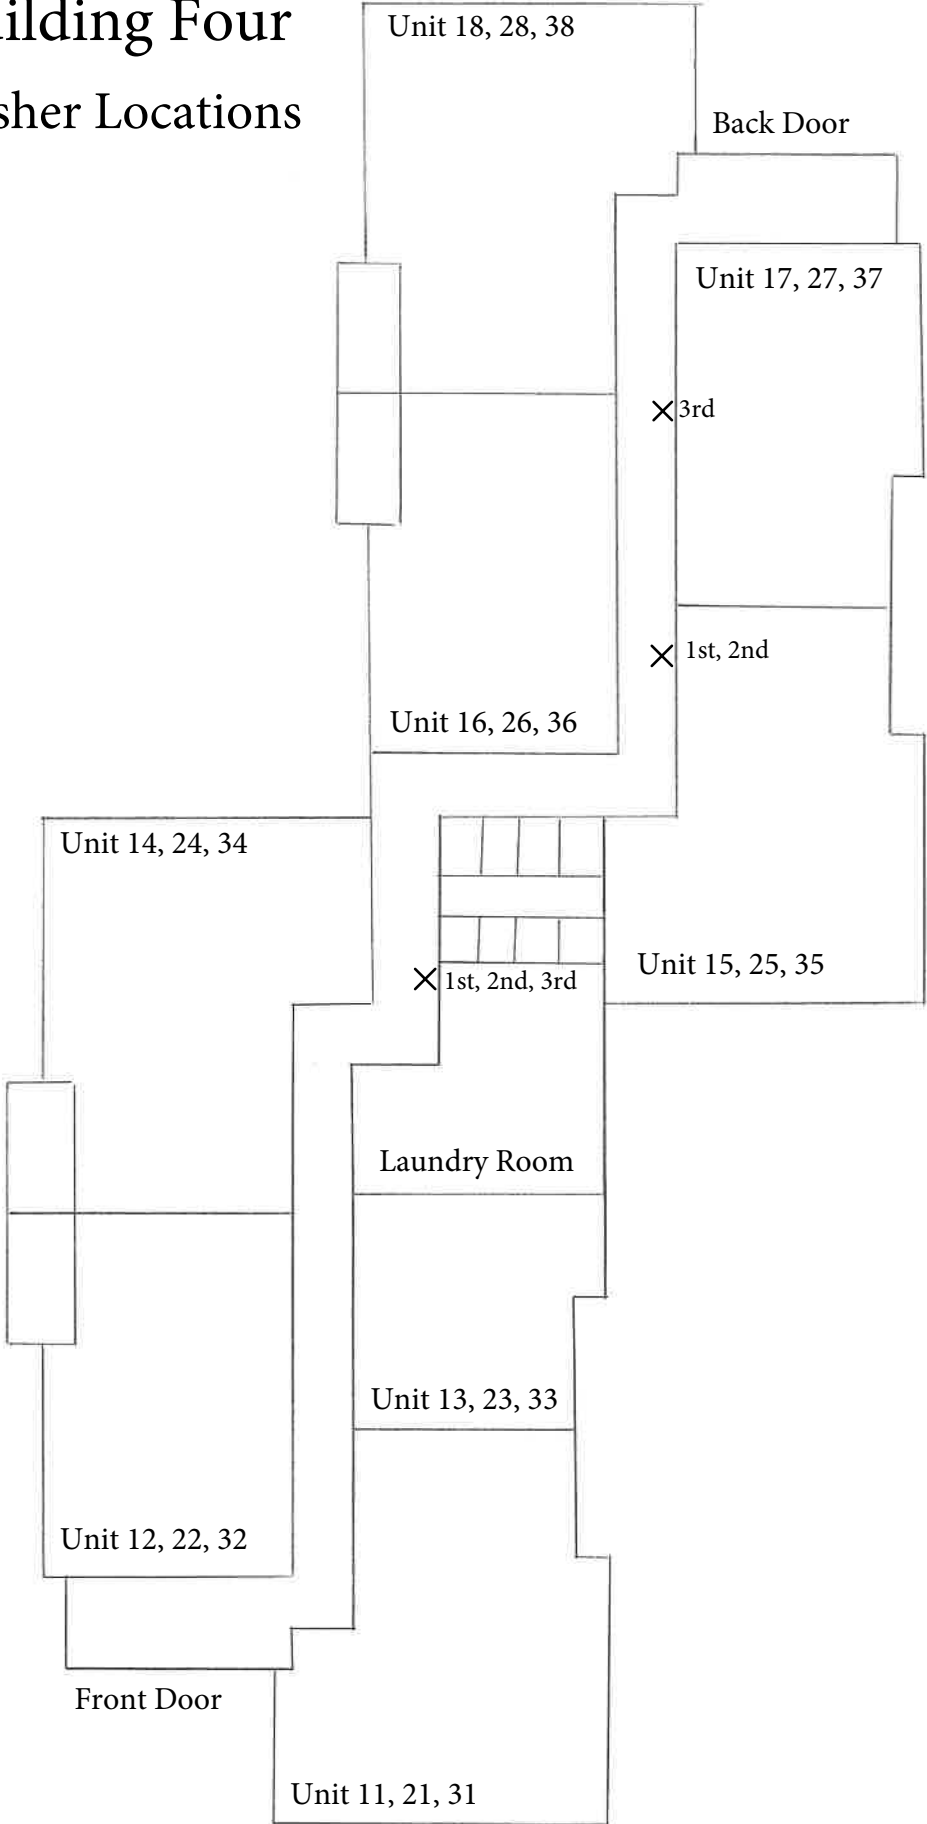 ilding Four
sher Locations
Unit 18, 28, 38
Back Door
Unit 17, 27, 37
3rd
1st, 2nd
Unit 16, 26, 36
Unit 14, 24, 34
Unit 15, 25, 35
1st, 2nd, 3rd
Laundry Room
Unit 13, 23, 33
Unit 12, 22, 32
Front Door
Unit 11, 21, 31